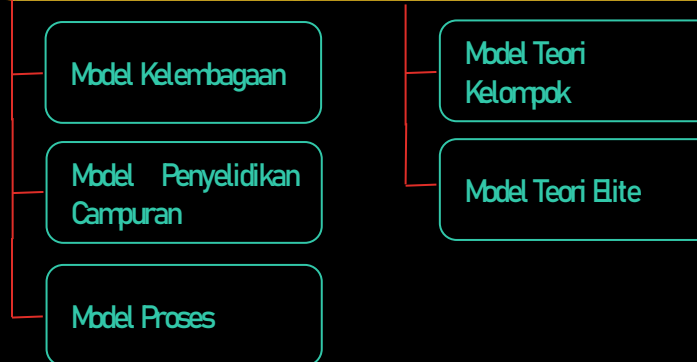 Model Kelembagaan
Model Penyelidikan
Campuran
Model Proses
Model Teori
Kelompok
Model Teori Elite